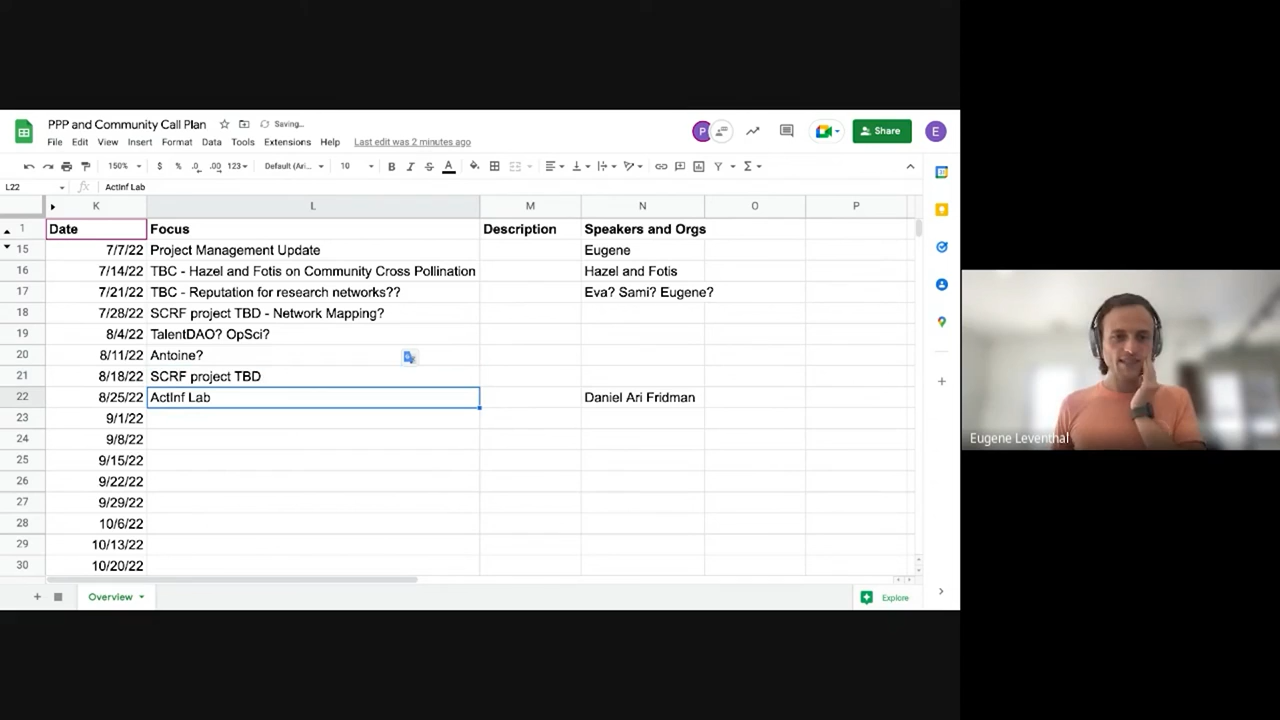 PPP and Community Call Plan Saving...
File Edit View Insert Format Data Tools Extensions Help Last edit was 2 minutes ago
P Share E
150% $ % .0 .00 123 Default (Ari... 10 B I S A
L22 fx ActInf Lab
K L M N O P
1 Date Focus Description Speakers and Orgs
15 7/7/22 Project Management Update Eugene
16 7/14/22 TBC - Hazel and Fotis on Community Cross Pollination Hazel and Fotis
17 7/21/22 TBC - Reputation for research networks?? Eva? Sami? Eugene?
18 7/28/22 SCRF project TBD - Network Mapping?
19 8/4/22 TalentDAO? OpSci?
20 8/11/22 Antoine?
21 8/18/22 SCRF project TBD
22 8/25/22 ActInf Lab Daniel Ari Fridman
23 9/1/22
24 9/8/22
25 9/15/22
26 9/22/22
27 9/29/22
28 10/6/22
29 10/13/22
30 10/20/22
Overview Explore
Eugene Leventhal